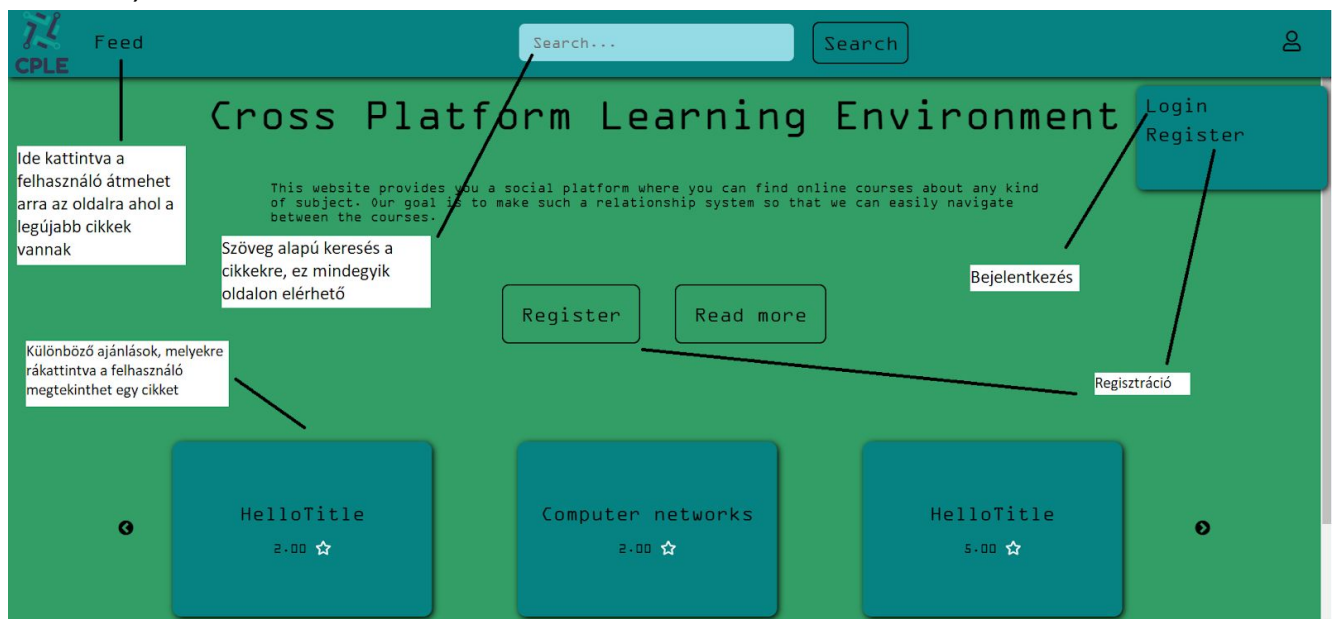 CPLE
Feed
Search...
Search
Cross Platform Learning Environment
Login
Register
Ide kattintva a
felhasználó átmehet
arra az oldalra ahol a
legújabb cikkek
vannak
This website provides you a social platform where you can find online courses about any kind
of subject. Our goal is to make such a relationship system so that we can easily navigate
between the courses.
Szöveg alapú keresés a
cikkekre, ez mindegyik
oldalon elérhető
Bejelentkezés
Register
Read more
Különböző ajánlások, melyekre
rákattintva a felhasználó
megtekinthet egy cikket
Regisztráció
HelloTitle
2.00
Computer networks
2.00
HelloTitle
5.00